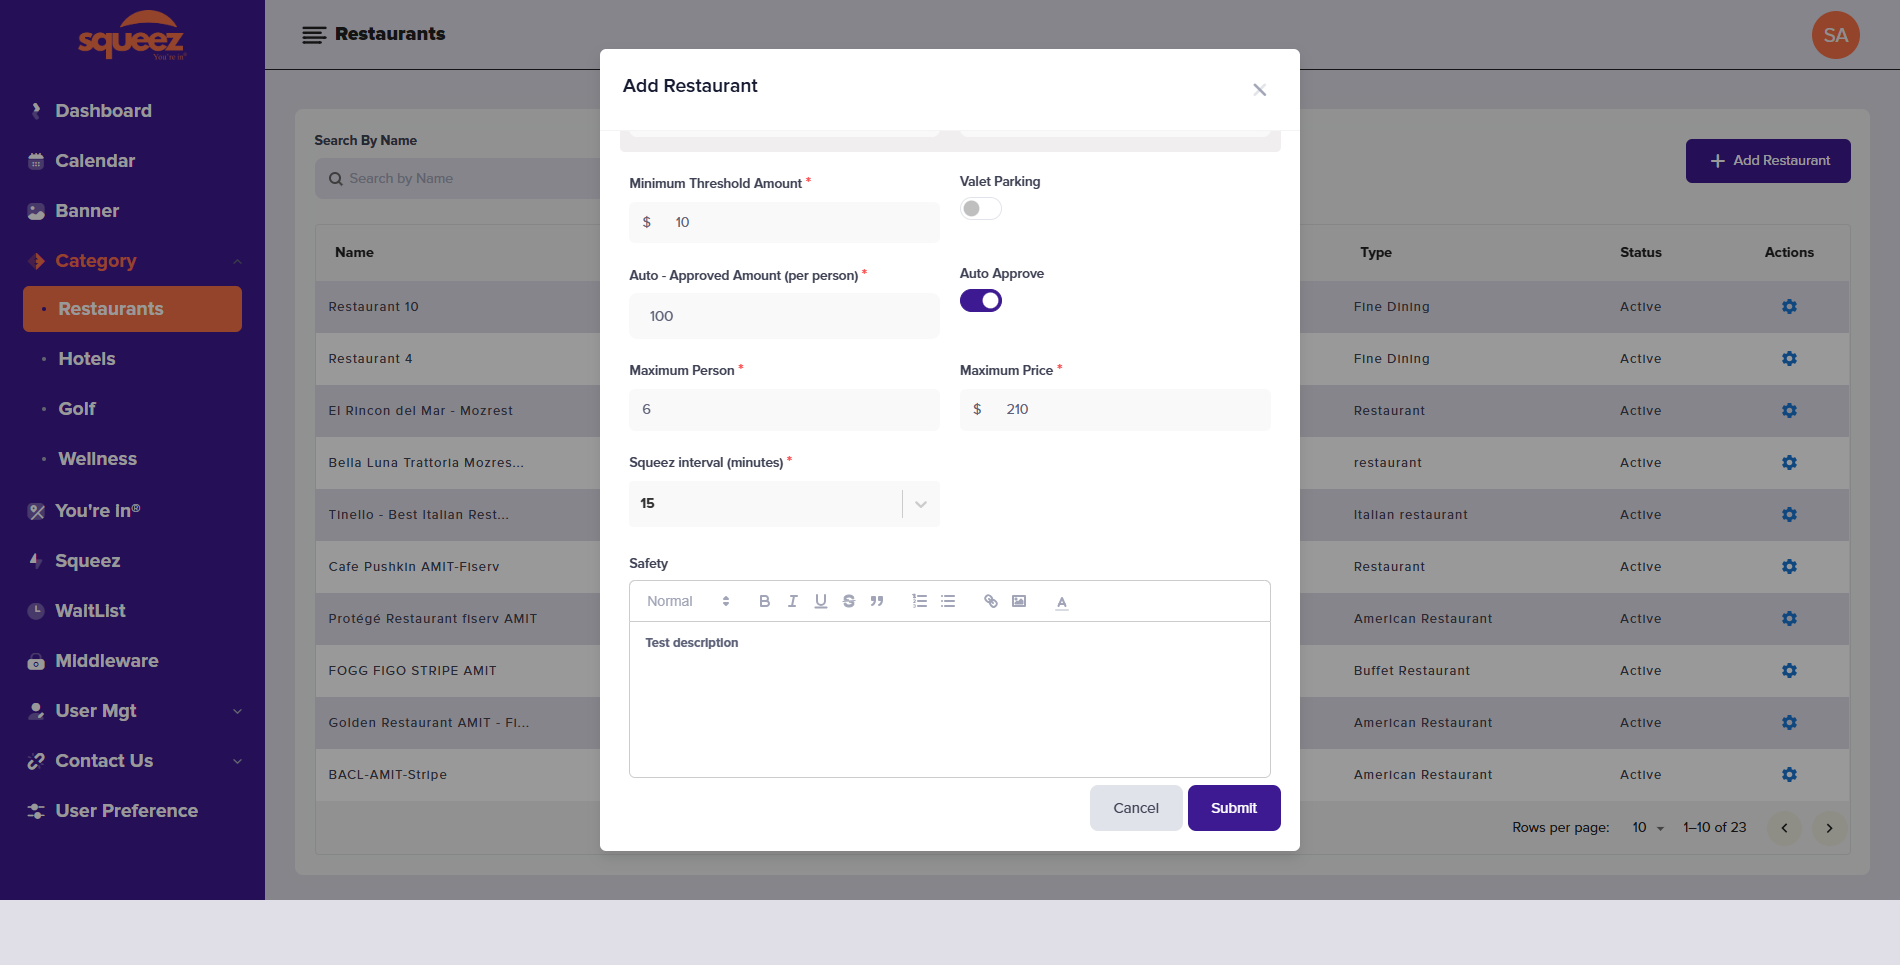 squeez
You're in®
Dashboard
Calendar
Banner
Category
Restaurants
Hotels
Golf
Wellness
You're In®
Squeez
WaitList
Middleware
User Mgt
Contact Us
User Preference
Restaurants
SA
Search By Name
Search by Name
Add Restaurant
Name
Type
Status
Actions
Restaurant 10
Fine Dining
Active
Restaurant 4
Fine Dining
Active
El Rincon del Mar - Mozrest
Restaurant
Active
Bella Luna Trattoria Mozres...
restaurant
Active
Tinello - Best Italian Rest...
Italian restaurant
Active
Cafe Pushkin AMIT-Fiserv
Restaurant
Active
Protégé Restaurant fiserv AMIT
American Restaurant
Active
FOGG FIGO STRIPE AMIT
Buffet Restaurant
Active
Golden Restaurant AMIT - Fi...
American Restaurant
Active
BACL-AMIT-Stripe
American Restaurant
Active
Rows per page:
10
1–10 of 23
Add Restaurant
Minimum Threshold Amount *
$ 10
Valet Parking
Auto - Approved Amount (per person) *
100
Auto Approve
Maximum Person *
6
Maximum Price *
$ 210
Squeez interval (minutes) *
15
Safety
Normal
Test description
Cancel
Submit